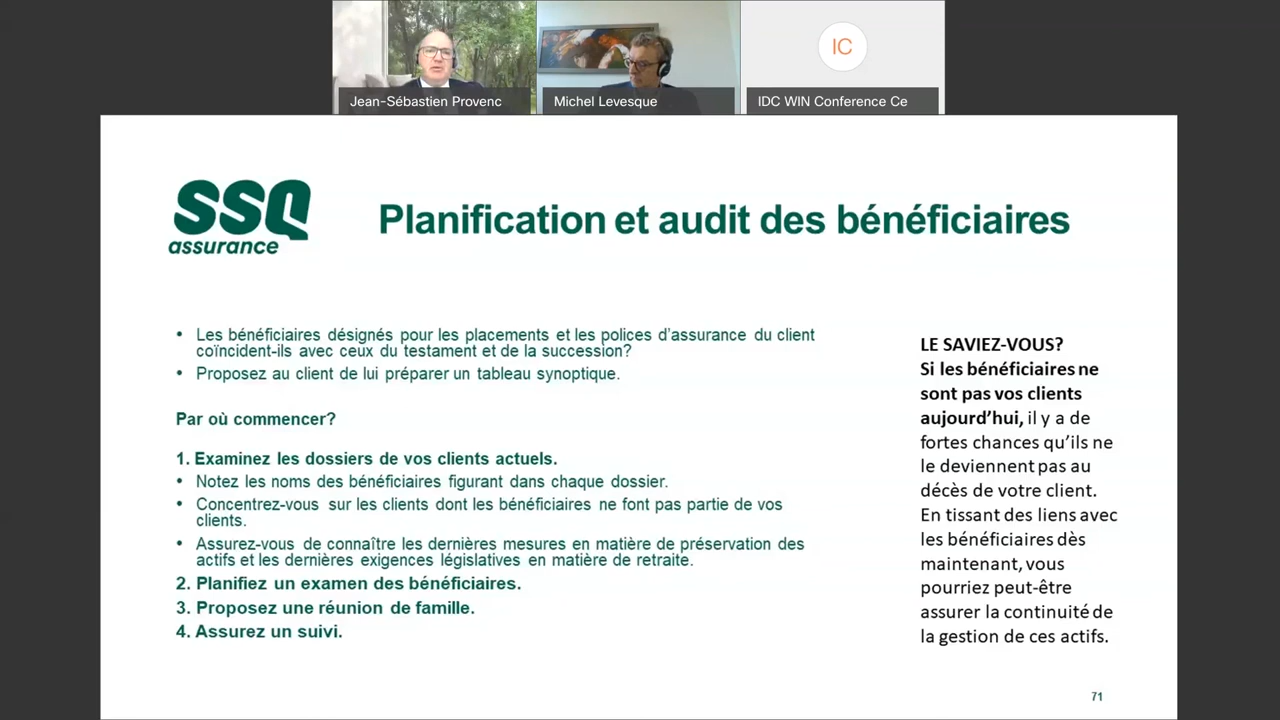 Jean-Sébastien Provenc
Michel Levesque
IC
IDC WIN Conference Ce
SSQ
assurance
Planification et audit des bénéficiaires
• Les bénéficiaires désignés pour les placements et les polices d'assurance du client
coïncident-ils avec ceux du testament et de la succession?
• Proposez au client de lui préparer un tableau synoptique.
Par où commencer?
1. Examinez les dossiers de vos clients actuels.
• Notez les noms des bénéficiaires figurant dans chaque dossier.
• Concentrez-vous sur les clients dont les bénéficiaires ne font pas partie de vos
clients.
• Assurez-vous de connaître les dernières mesures en matière de préservation des
actifs et les dernières exigences législatives en matière de retraite.
2. Planifiez un examen des bénéficiaires.
3. Proposez une réunion de famille.
4. Assurez un suivi.
LE SAVIEZ-VOUS?
Si les bénéficiaires ne
sont pas vos clients
aujourd'hui, il y a de
fortes chances qu'ils ne
le deviennent pas au
décès de votre client.
En tissant des liens avec
les bénéficiaires dès
maintenant, vous
pourriez peut-être
assurer la continuité de
la gestion de ces actifs.
71